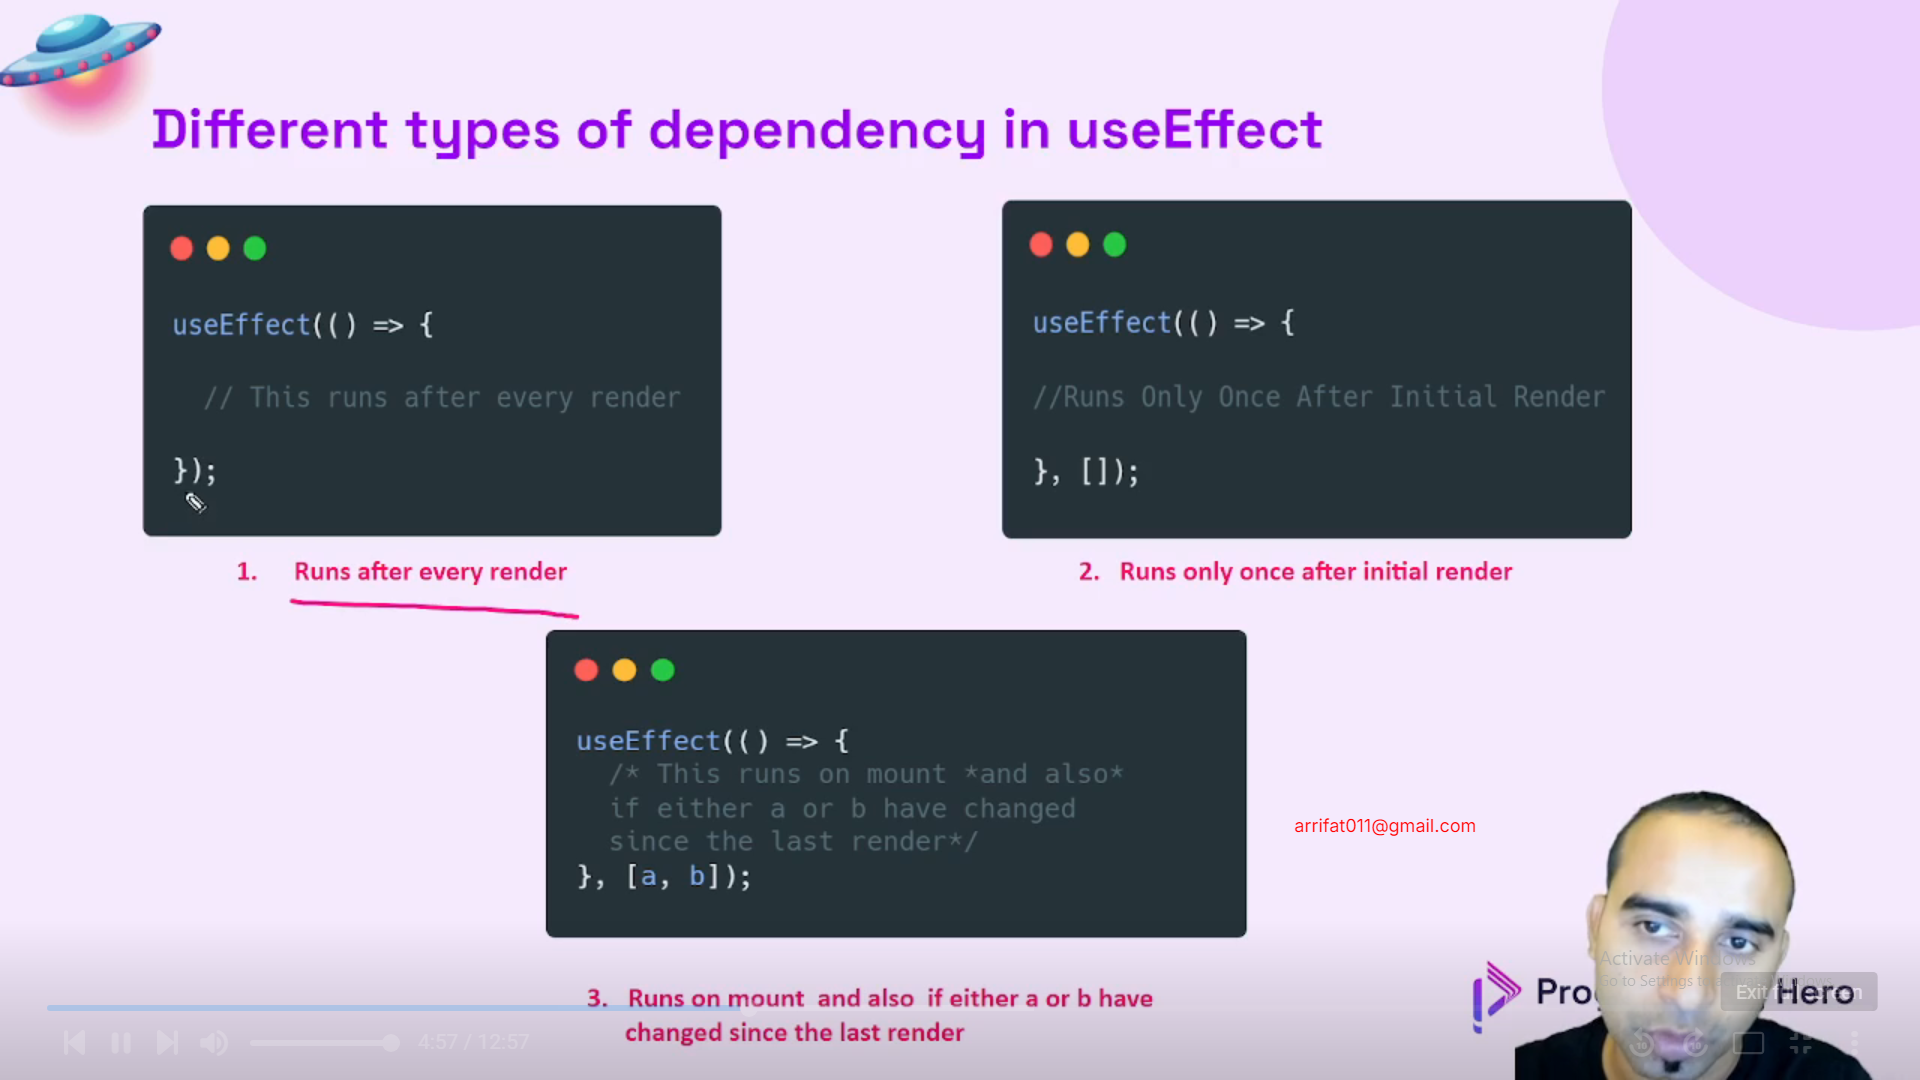 Different types of dependency in useEffect
useEffect(() => {
// This runs after every render
});
1. Runs after every render
useEffect(() => {
//Runs Only Once After Initial Render
}, []);
2. Runs only once after initial render
useEffect(() => {
/* This runs on mount *and also*
if either a or b have changed
since the last render*/
}, [a, b]);
3. Runs on mount and also if either a or b have
changed since the last render
arrifat011@gmail.com
Activate Windows
Go to Settings to
Exit full screen
Hero
4:57 / 12:57